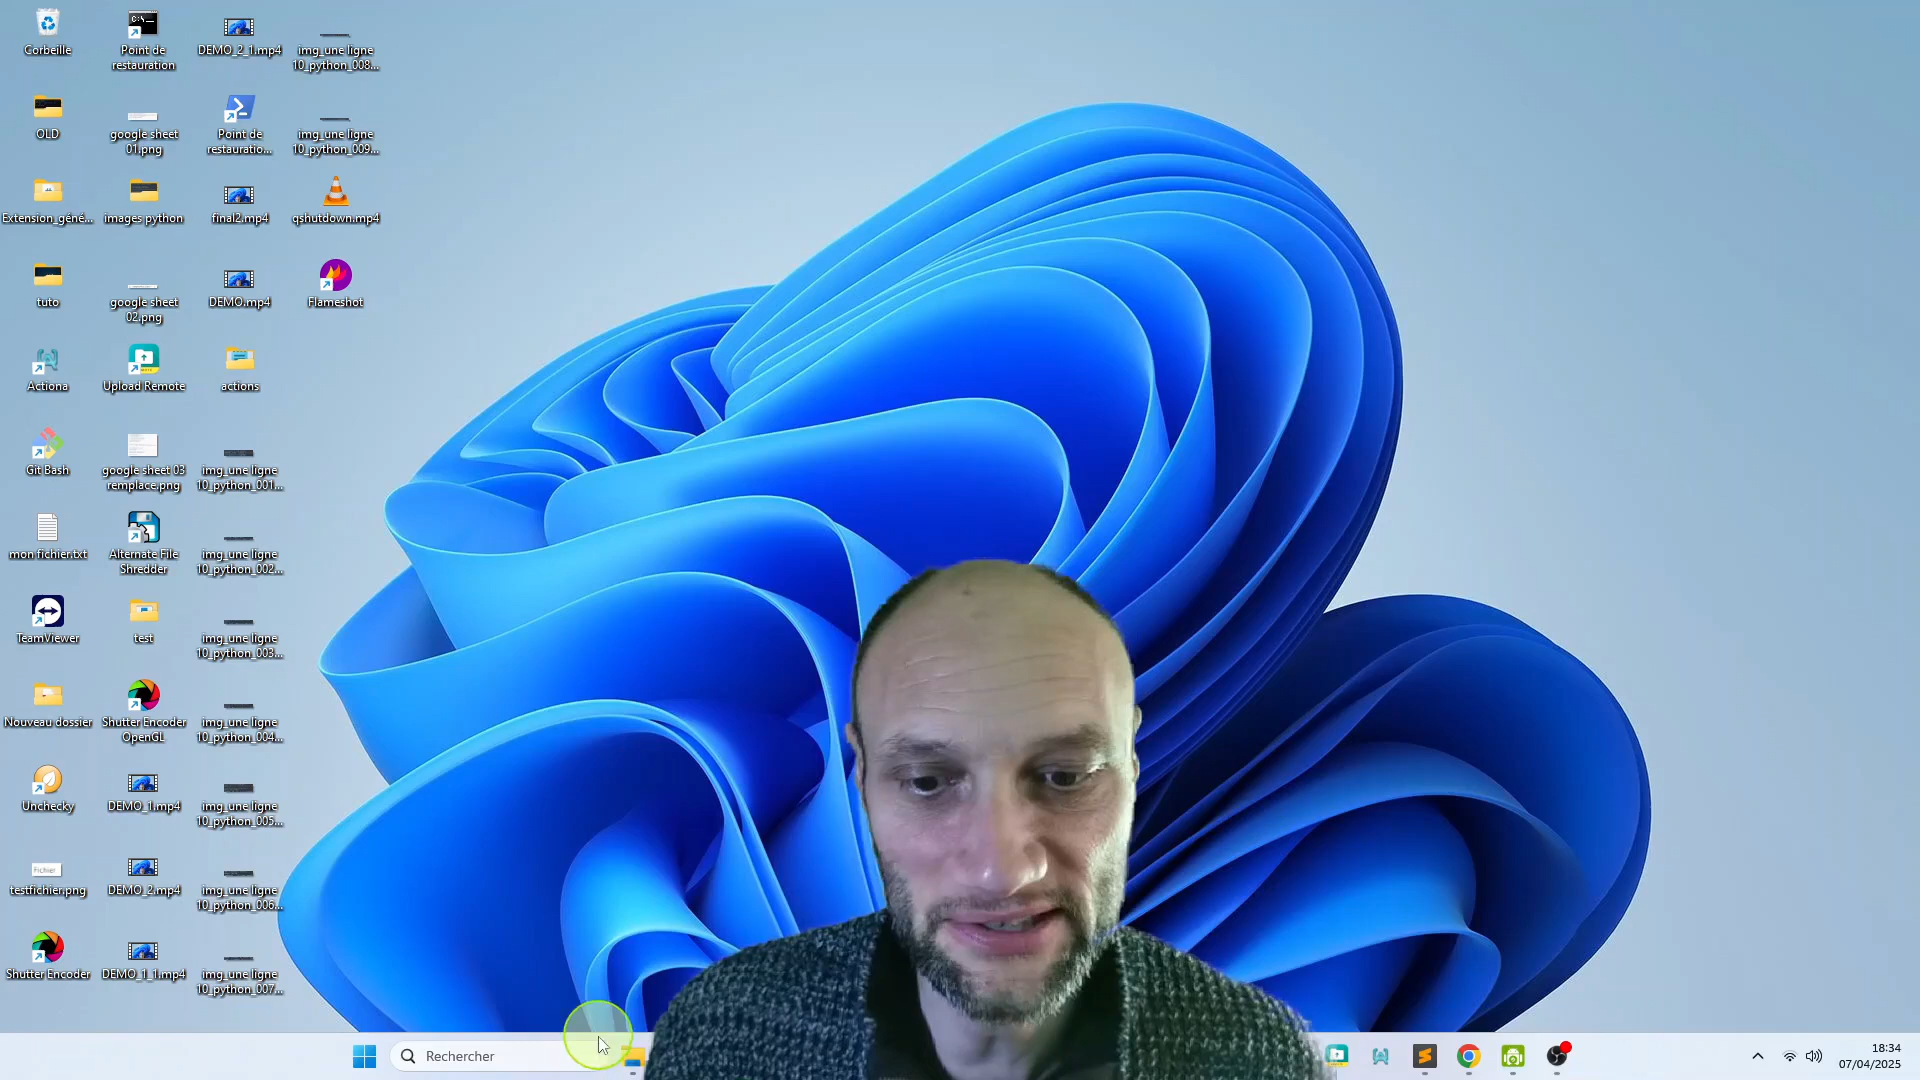 Corbeille
Point de
restauration
DEMO_2_1.mp4
img_une ligne
10_python_008...
OLD
google sheet
01.png
Point de
restauratio...
img_une ligne
10_python_009...
Extension_géné...
images python
final2.mp4
qshutdown.mp4
tuto
google sheet
02.png
DEMO.mp4
Flameshot
Actiona
Upload Remote
actions
Git Bash
google sheet 03
remplace.png
img_une ligne
10_python_001...
mon fichier.txt
Alternate File
Shredder
img_une ligne
10_python_002...
TeamViewer
test
img_une ligne
10_python_003...
Nouveau dossier
Shutter Encoder
OpenGL
img_une ligne
10_python_004...
Unchecky
DEMO_1.mp4
img_une ligne
10_python_005...
Fichier
testfichier.png
DEMO_2.mp4
img_une ligne
10_python_006...
Shutter Encoder
DEMO_1_1.mp4
img_une ligne
10_python_007...
Rechercher
18:34
07/04/2025